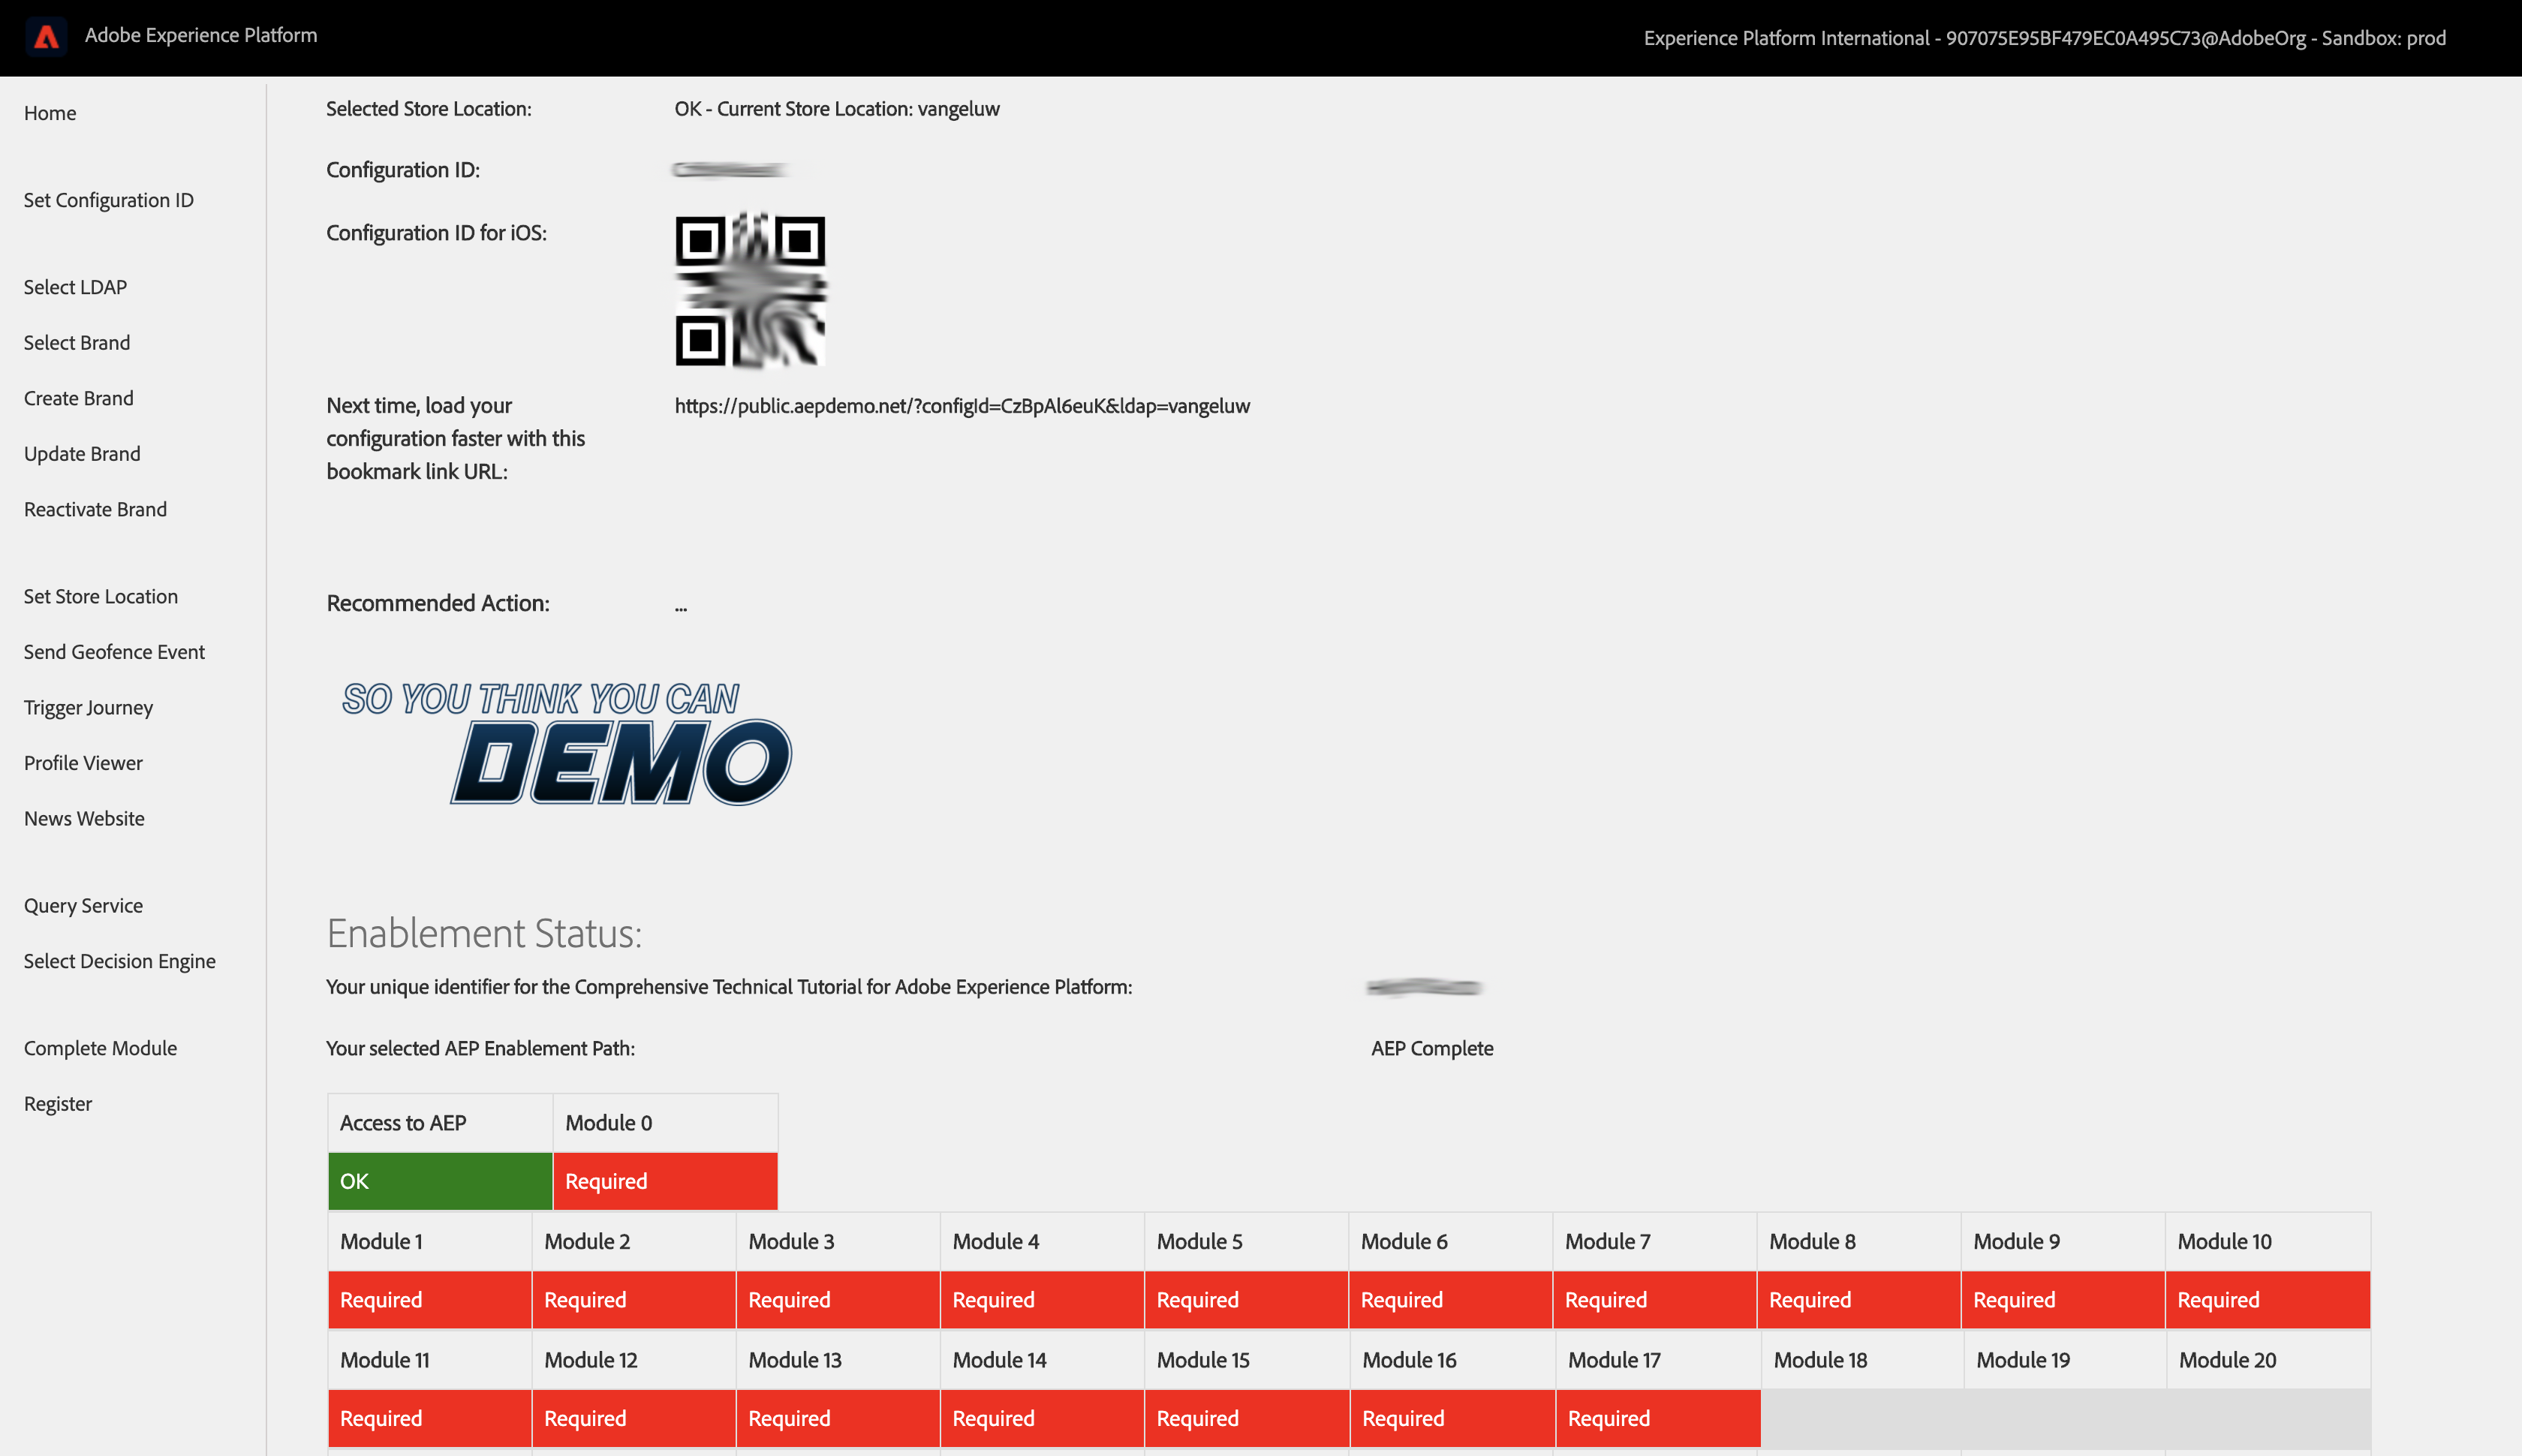 Adobe Experience Platform
Experience Platform International - 907075E95BF479EC0A495C73@AdobeOrg - Sandbox: prod
Home
Set Configuration ID
Select LDAP
Select Brand
Create Brand
Update Brand
Reactivate Brand
Set Store Location
Send Geofence Event
Trigger Journey
Profile Viewer
News Website
Query Service
Select Decision Engine
Complete Module
Register
Selected Store Location: OK - Current Store Location: vangeluw
Configuration ID:
Configuration ID for iOS:
Next time, load your https://public.aepdemo.net/?configId=CzBpAl6euK&ldap=vangeluw
configuration faster with this
bookmark link URL:
Recommended Action: ...
SO YOU THINK YOU CAN
DEMO
Enablement Status:
Your unique identifier for the Comprehensive Technical Tutorial for Adobe Experience Platform:
Your selected AEP Enablement Path: AEP Complete
Access to AEP Module 0
OK Required
Module 1 Module 2 Module 3 Module 4 Module 5 Module 6 Module 7 Module 8 Module 9 Module 10
Required Required Required Required Required Required Required Required Required Required
Module 11 Module 12 Module 13 Module 14 Module 15 Module 16 Module 17 Module 18 Module 19 Module 20
Required Required Required Required Required Required Required